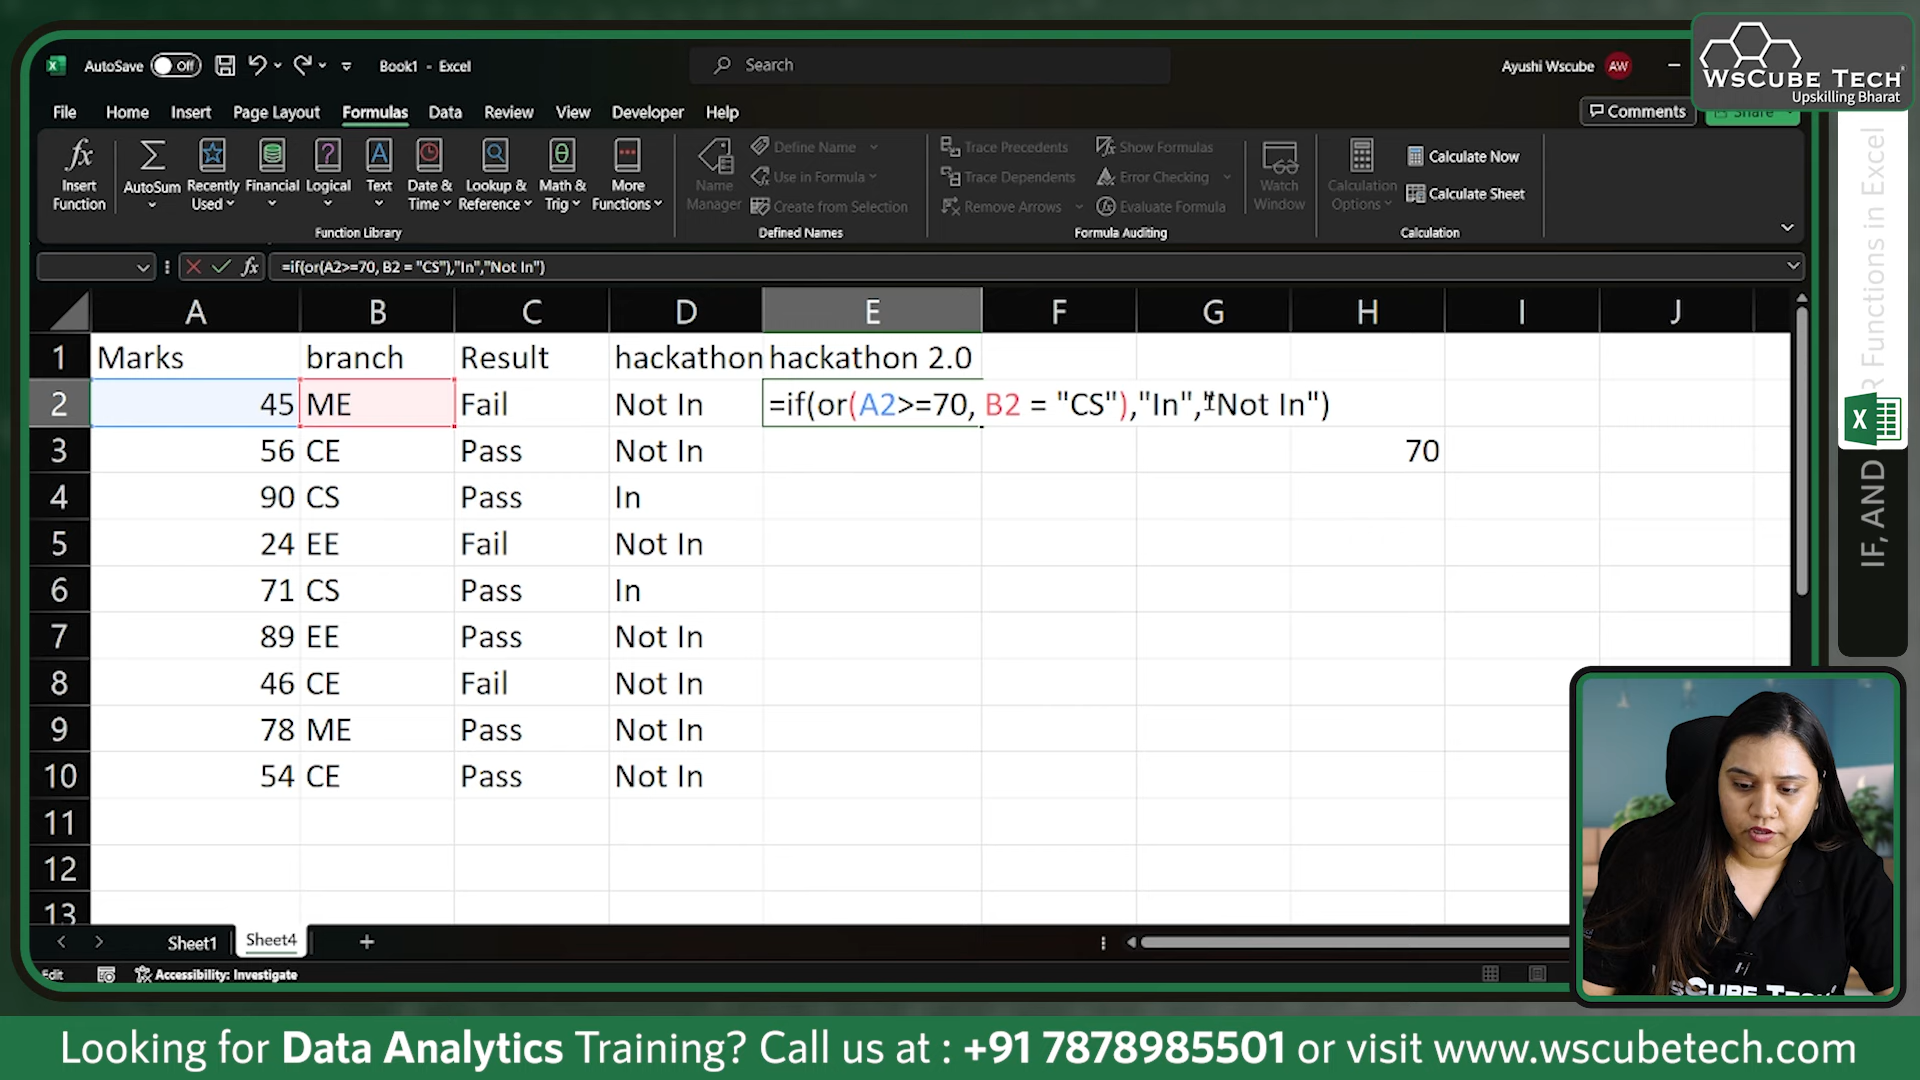 AutoSave Off Book1 - Excel Search Ayushi Wscube AW
WSCUBE TECH
Upskilling Bharat
File Home Insert Page Layout Formulas Data Review View Developer Help Comments Share
Insert Function AutoSum Recently Used Financial Logical Text Date & Time Lookup & Reference Math & Trig More Functions
Function Library
Name Manager Define Name Use in Formula Create from Selection
Defined Names
Trace Precedents Show Formulas
Trace Dependents Error Checking
Remove Arrows Evaluate Formula
Formula Auditing
Watch Window
Calculation Options Calculate Now
Calculate Sheet
Calculation
=if(or(A2>=70, B2 = "CS"),"In","Not In")
A B C D E F G H I J
1 Marks branch Result hackathon hackathon 2.0
2 45 ME Fail Not In =if(or(A2>=70, B2 = "CS"),"In","Not In")
3 56 CE Pass Not In 70
4 90 CS Pass In
5 24 EE Fail Not In
6 71 CS Pass In
7 89 EE Pass Not In
8 46 CE Fail Not In
9 78 ME Pass Not In
10 54 CE Pass Not In
11
12
13
Sheet1 Sheet4
Edit Accessibility: Investigate
IF, AND R Functions in Excel
Looking for Data Analytics Training? Call us at : +91 7878985501 or visit www.wscubetech.com